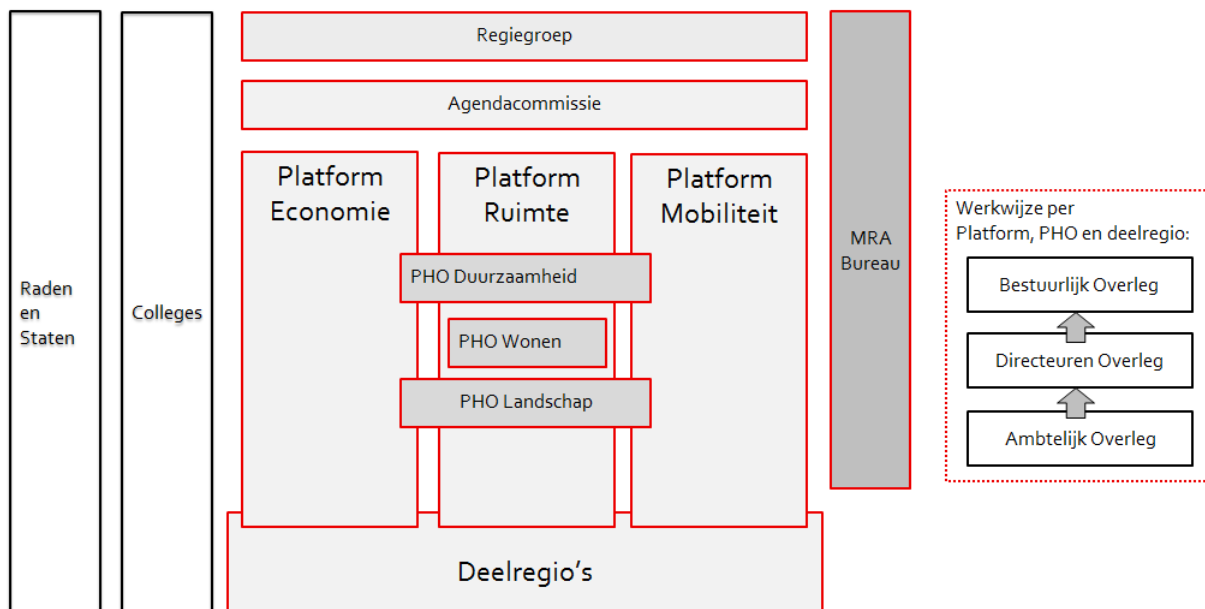 Raden
en
Staten
Colleges
Regiegroep
Agendacommissie
Platform
Economie
Platform
Ruimte
Platform
Mobiliteit
PHO Duurzaamheid
PHO Wonen
PHO Landschap
Deelregio's
MRA
Bureau
Werkwijze per
Platform, PHO en deelregio:
Bestuurlijk Overleg
Directeuren Overleg
Ambtelijk Overleg